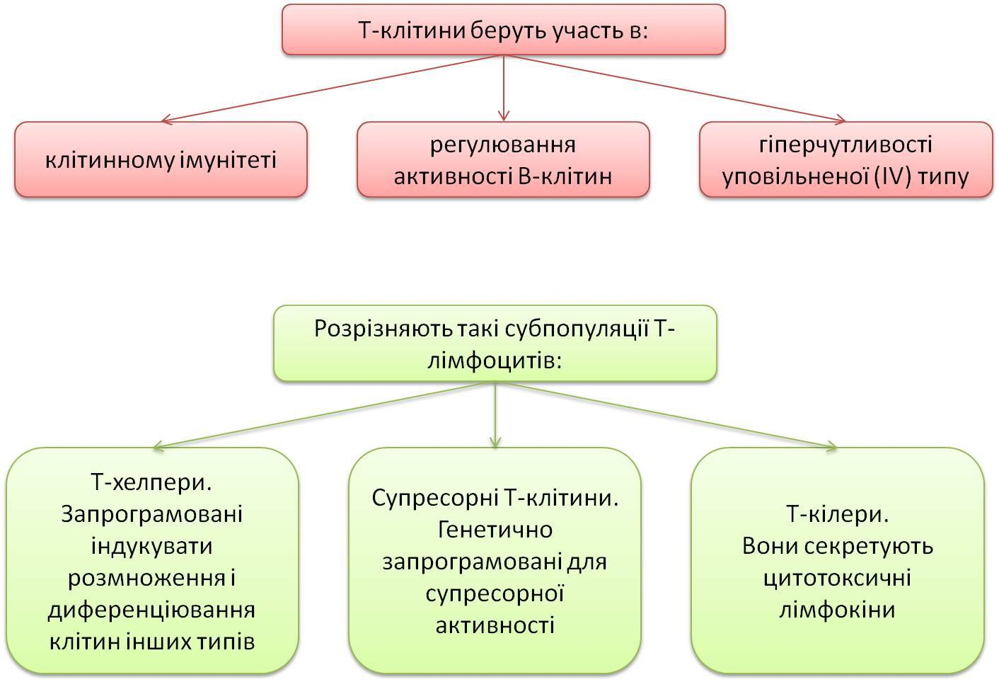 Т-клітини беруть участь в:
клітинному імунітеті
регулювання
активності В-клітин
гіперчутливості
уповільненої (IV) типу
Розрізняють такі субпопуляції Т-
лімфоцитів:
Т-хелпери.
Запрограмовані
індукувати
розмноження і
диференціювання
клітин інших типів
Супресорні Т-клітини.
Генетично
запрограмовані для
супресорної
активності
Т-кілери.
Вони секретують
цитотоксичні
лімфокіни